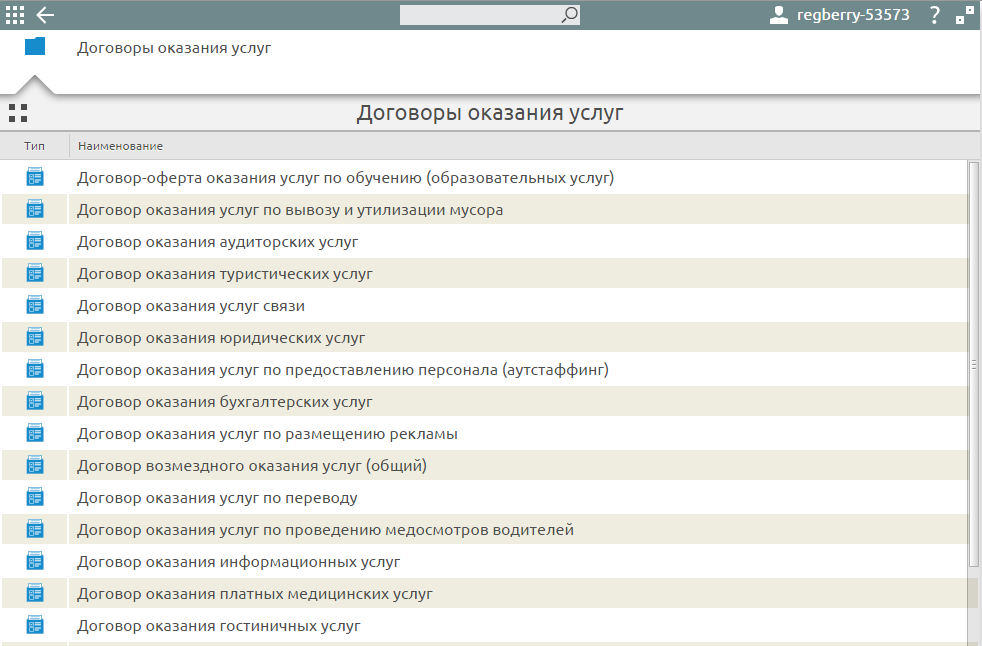 regberry-53573 ?
Договоры оказания услуг
Договоры оказания услуг
Тип Наименование
Договор-оферта оказания услуг по обучению (образовательных услуг)
Договор оказания услуг по вывозу и утилизации мусора
Договор оказания аудиторских услуг
Договор оказания туристических услуг
Договор оказания услуг связи
Договор оказания юридических услуг
Договор оказания услуг по предоставлению персонала (аутстаффинг)
Договор оказания бухгалтерских услуг
Договор оказания услуг по размещению рекламы
Договор возмездного оказания услуг (общий)
Договор оказания услуг по переводу
Договор оказания услуг по проведению медосмотров водителей
Договор оказания информационных услуг
Договор оказания платных медицинских услуг
Договор оказания гостиничных услуг